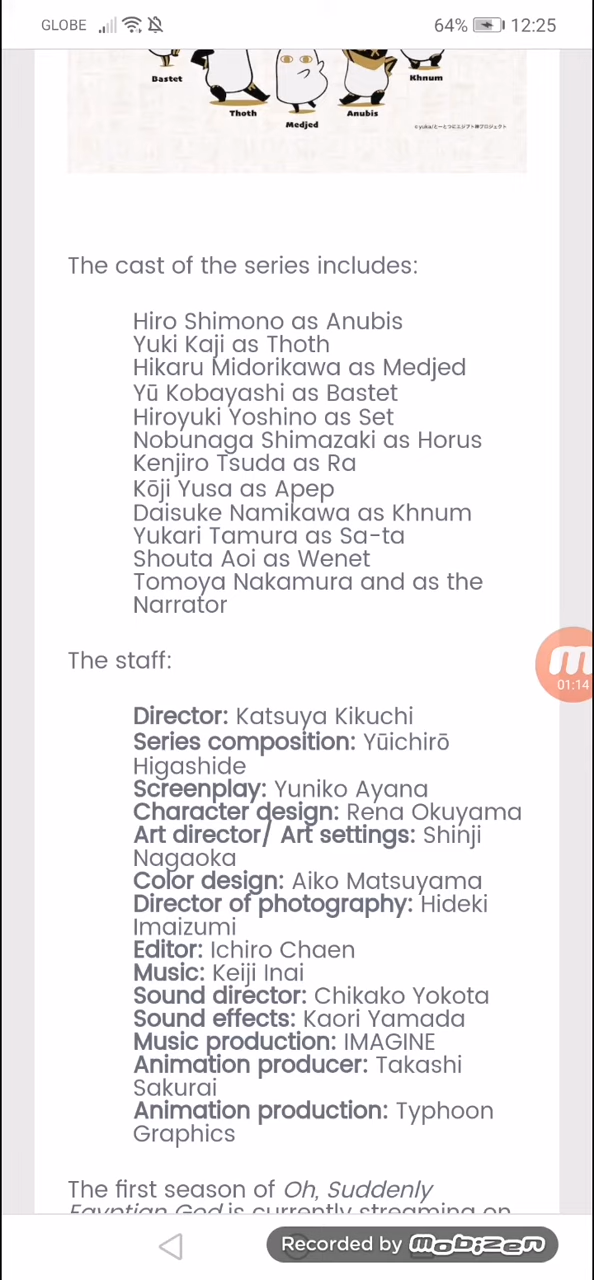 GLOBE 64% 12:25
Bastet
Khnum
Thoth
Anubis
Medjed
The cast of the series includes:
Hiro Shimono as Anubis
Yuki Kaji as Thoth
Hikaru Midorikawa as Medjed
Yū Kobayashi as Bastet
Hiroyuki Yoshino as Set
Nobunaga Shimazaki as Horus
Kenjiro Tsuda as Ra
Kōji Yusa as Apep
Daisuke Namikawa as Khnum
Yukari Tamura as Sa-ta
Shouta Aoi as Wenet
Tomoya Nakamura and as the
Narrator
01:14
The staff:
Director: Katsuya Kikuchi
Series composition: Yūichirō
Higashide
Screenplay: Yuniko Ayana
Character design: Rena Okuyama
Art director/ Art settings: Shinji
Nagaoka
Color design: Aiko Matsuyama
Director of photography: Hideki
Imaizumi
Editor: Ichiro Chaen
Music: Keiji Inai
Sound director: Chikako Yokota
Sound effects: Kaori Yamada
Music production: IMAGINE
Animation producer: Takashi
Sakurai
Animation production: Typhoon
Graphics
The first season of Oh, Suddenly
Egyptian God is currently streaming on
Recorded by mobizen